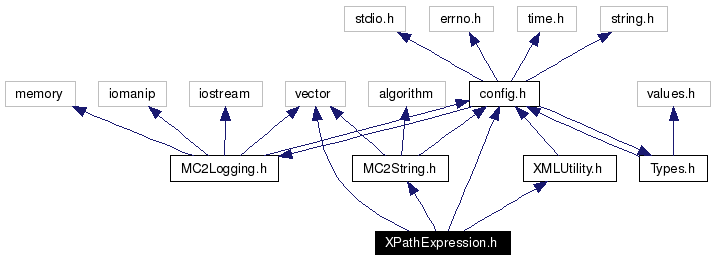 stdio.h
errno.h
time.h
string.h
memory
iomanip
iostream
vector
algorithm
config.h
values.h
MC2Logging.h
MC2String.h
XMLUtility.h
Types.h
XPathExpression.h